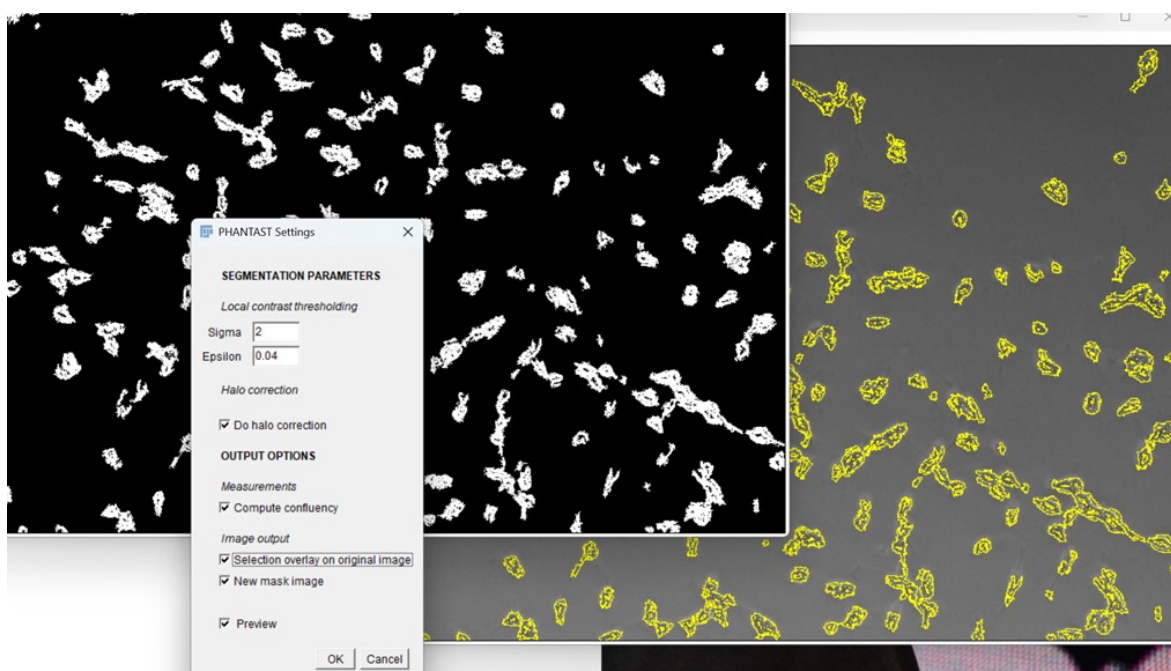 PHANTAST Settings
SEGMENTATION PARAMETERS
Local contrast thresholding
Sigma 2
Epsilon 0.04
Halo correction
Do halo correction
OUTPUT OPTIONS
Measurements
Compute confluency
Image output
Selection overlay on original image
New mask image
Preview
OK Cancel